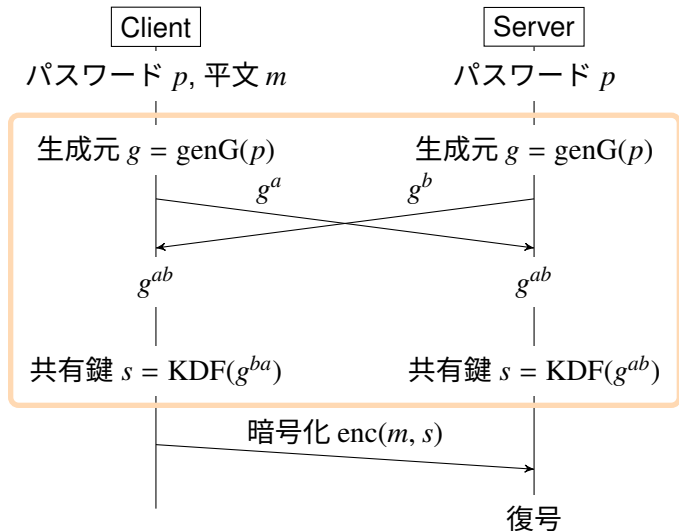 Client Server
パスワード p, 平文 m パスワード p
生成元 g = genG(p) 生成元 g = genG(p)
g^a g^b
g^{ab} g^{ab}
共有鍵 s = KDF(g^{ba}) 共有鍵 s = KDF(g^{ab})
暗号化 enc(m, s)
復号